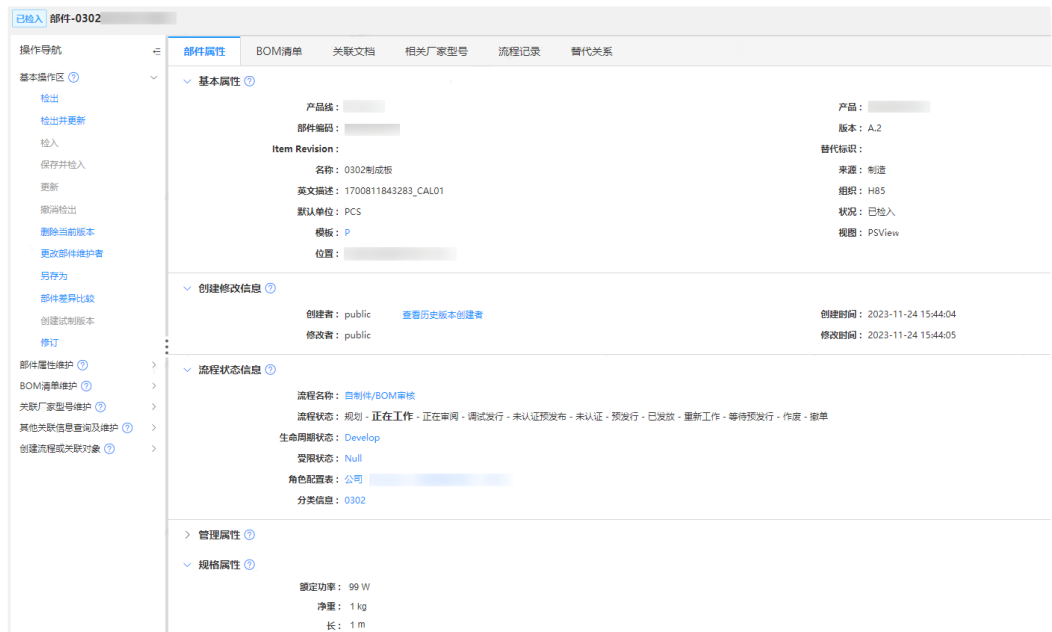 已检入 部件-0302
操作导航
基本操作区
检出
检出并更新
检入
保存并检入
更新
撤消检出
删除当前版本
更改部件维护者
另存为
部件差异比较
创建试制版本
修订
部件属性维护
BOM清单维护
关联厂家型号维护
其他关联信息查询及维护
创建流程或关联对象
部件属性 BOM清单 关联文档 相关厂家型号 流程记录 替代关系
基本属性
产品线： 产品：
部件编码： 版本： A.2
Item Revision： 替代标识：
名称： 0302制成板 来源： 制造
英文描述： 1700811843283_CAL01 组织： H85
默认单位： PCS 状况： 已检入
模板： P 视图： PSView
位置：
创建修改信息
创建者： public 查看历史版本创建者 创建时间： 2023-11-24 15:44:04
修改者： public 修改时间： 2023-11-24 15:44:05
流程状态信息
流程名称： 自制件/BOM审核
流程状态： 规划 - 正在工作 - 正在审阅 - 调试发行 - 未认证预发布 - 未认证 - 预发行 - 已发放 - 重新工作 - 等待预发行 - 作废 - 撤单
生命周期状态： Develop
受限状态： Null
角色配置表： 公司
分类信息： 0302
管理属性
规格属性
额定功率： 99 W
净重： 1 kg
长： 1 m